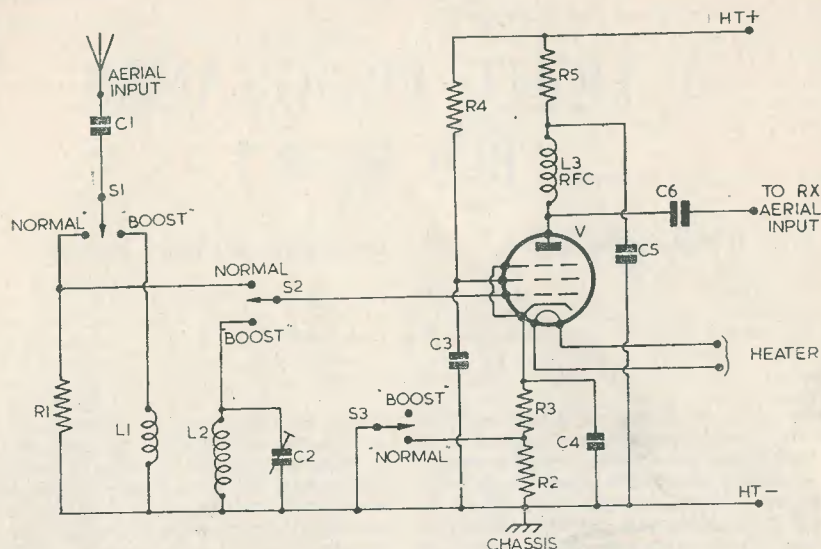 HT+
AERIAL
INPUT
R5
R4
C1
L3
RFC
S1
C6
NORMAL"
"BOOST"
TO RX
AERIAL
INPUT
V
C5
NORMAL
S2
"BOOST"
C3
HEATER
"BOOST"
R1
S3
R3
L1
L2
C2
"NORMAL"
C4
R2
HT-
CHASSIS